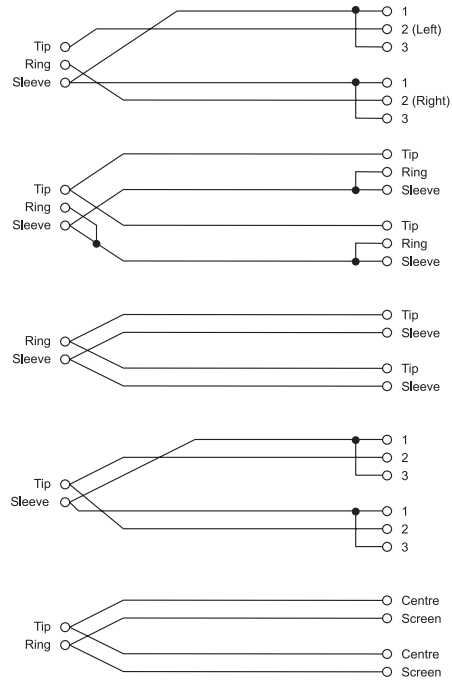 1
2 (Left)
3
Tip
Ring
Sleeve
1
2 (Right)
3
Tip
Ring
Sleeve
Tip
Ring
Sleeve
Tip
Ring
Sleeve
Tip
Sleeve
Ring
Sleeve
Tip
Sleeve
1
2
3
Tip
Sleeve
1
2
3
Centre
Screen
Tip
Ring
Centre
Screen